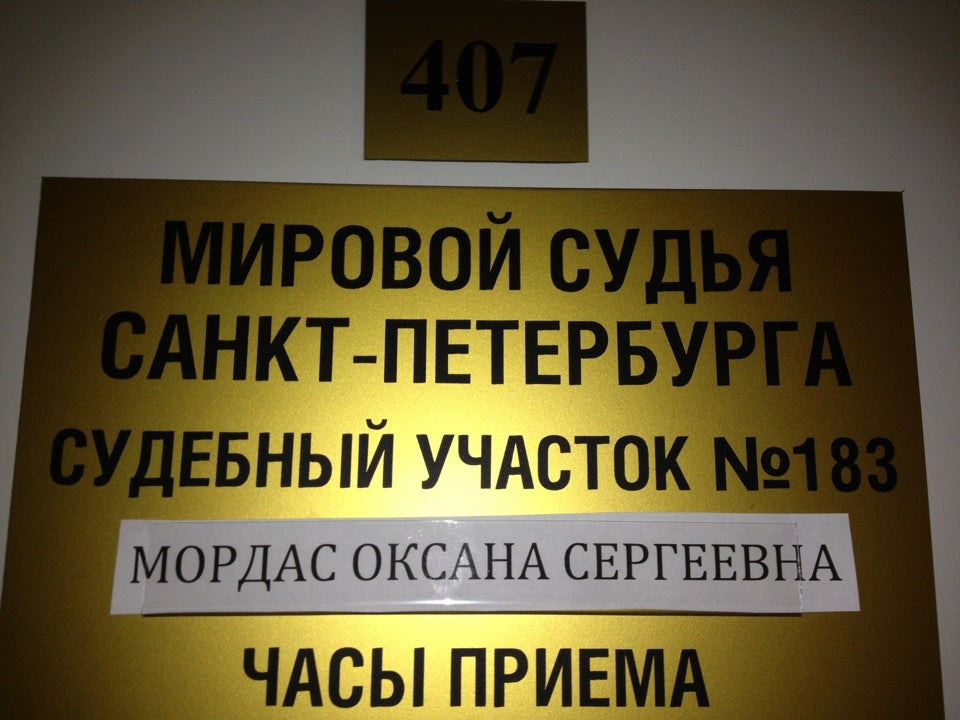 407
МИРОВОЙ СУДЬЯ
САНКТ-ПЕТЕРБУРГА
СУДЕБНЫЙ УЧАСТОК №183
МОРДАС ОКСАНА СЕРГЕЕВНА
ЧАСЫ ПРИЕМА